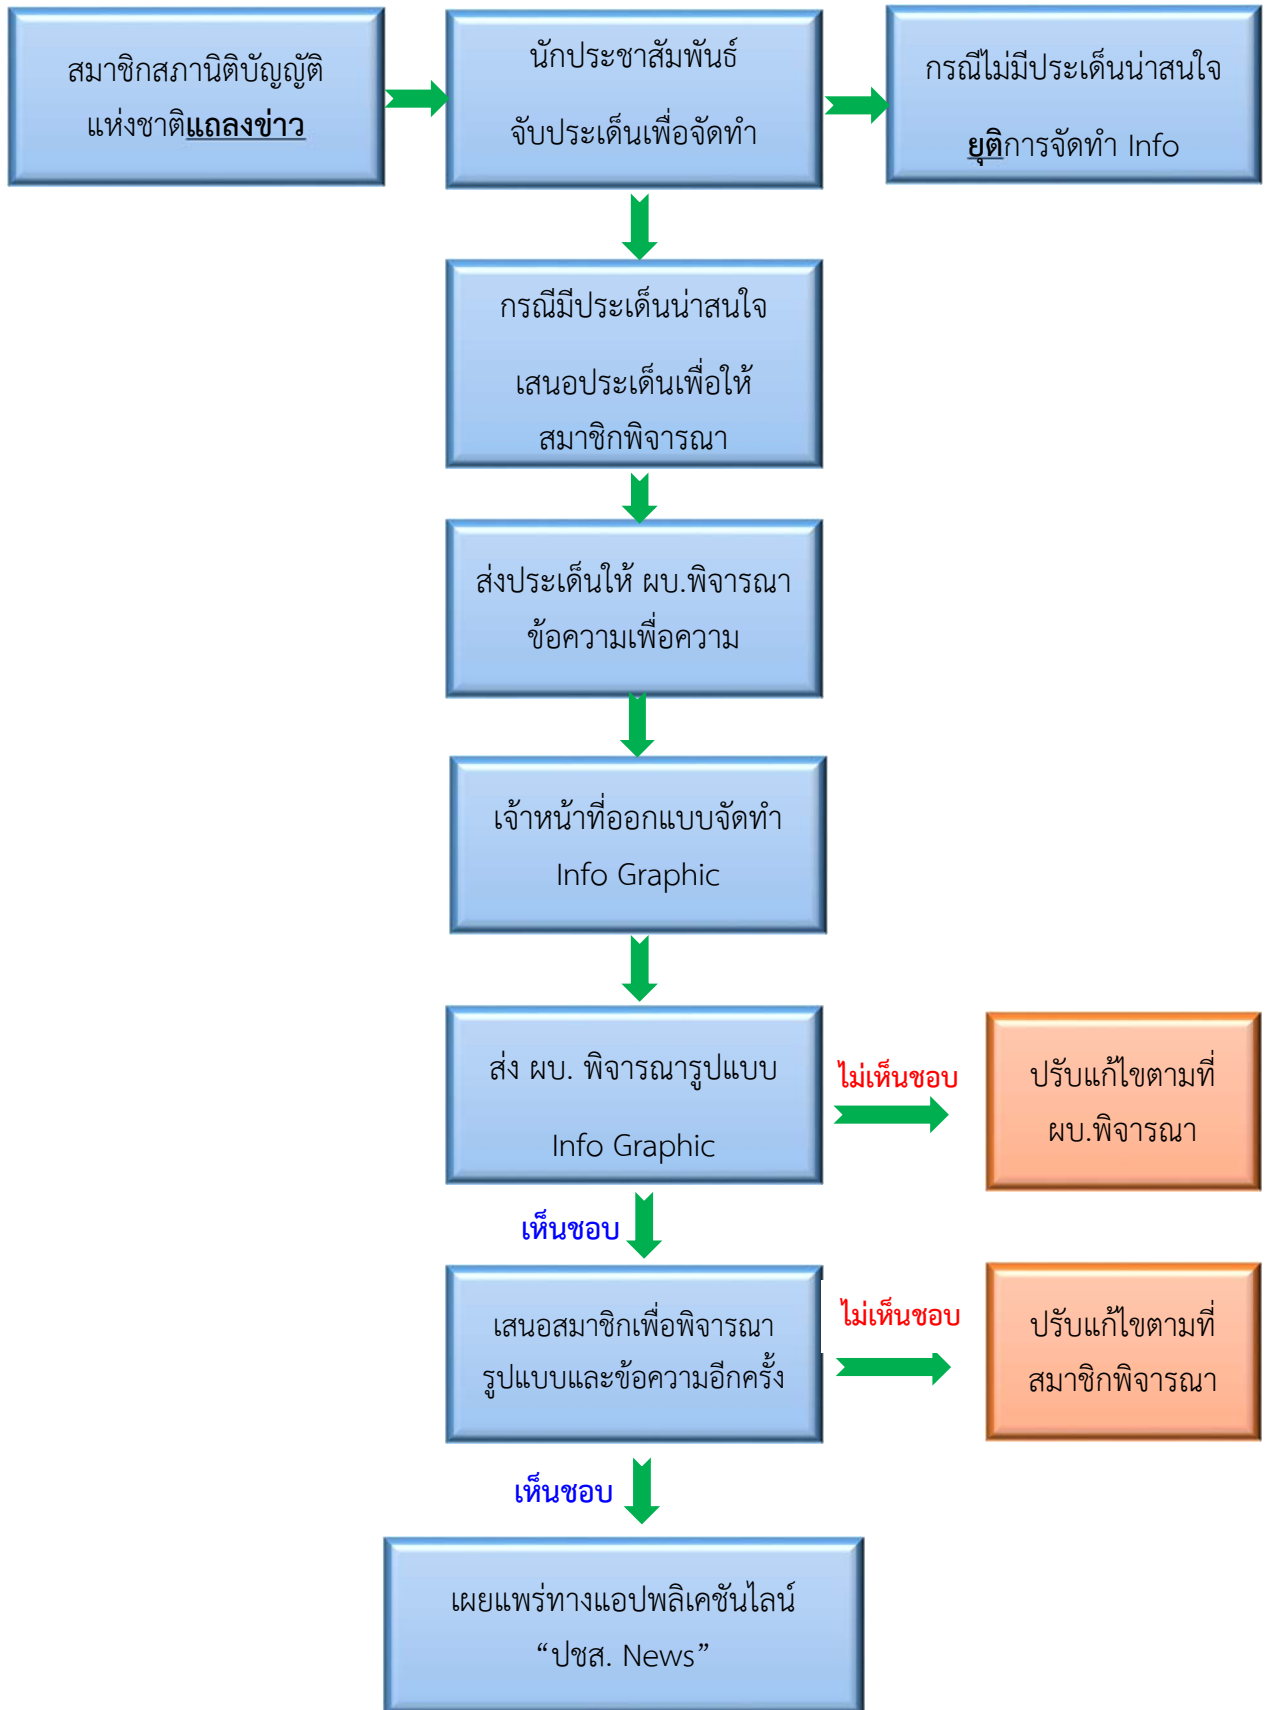 สมาชิกสภานิติบัญญัติ
แห่งชาติแถลงข่าว
นักประชาสัมพันธ์
จับประเด็นเพื่อจัดทำ
กรณีไม่มีประเด็นน่าสนใจ
ยุติการจัดทำ Info
กรณีมีประเด็นน่าสนใจ
เสนอประเด็นเพื่อให้
สมาชิกพิจารณา
ส่งประเด็นให้ ผบ.พิจารณา
ข้อความเพื่อความ
เจ้าหน้าที่ออกแบบจัดทำ
Info Graphic
ส่ง ผบ. พิจารณารูปแบบ
Info Graphic
ไม่เห็นชอบ
ปรับแก้ไขตามที่
ผบ.พิจารณา
เห็นชอบ
เสนอสมาชิกเพื่อพิจารณา
รูปแบบและข้อความอีกครั้ง
ไม่เห็นชอบ
ปรับแก้ไขตามที่
สมาชิกพิจารณา
เห็นชอบ
เผยแพร่ทางแอปพลิเคชันไลน์
“ปชส. News”